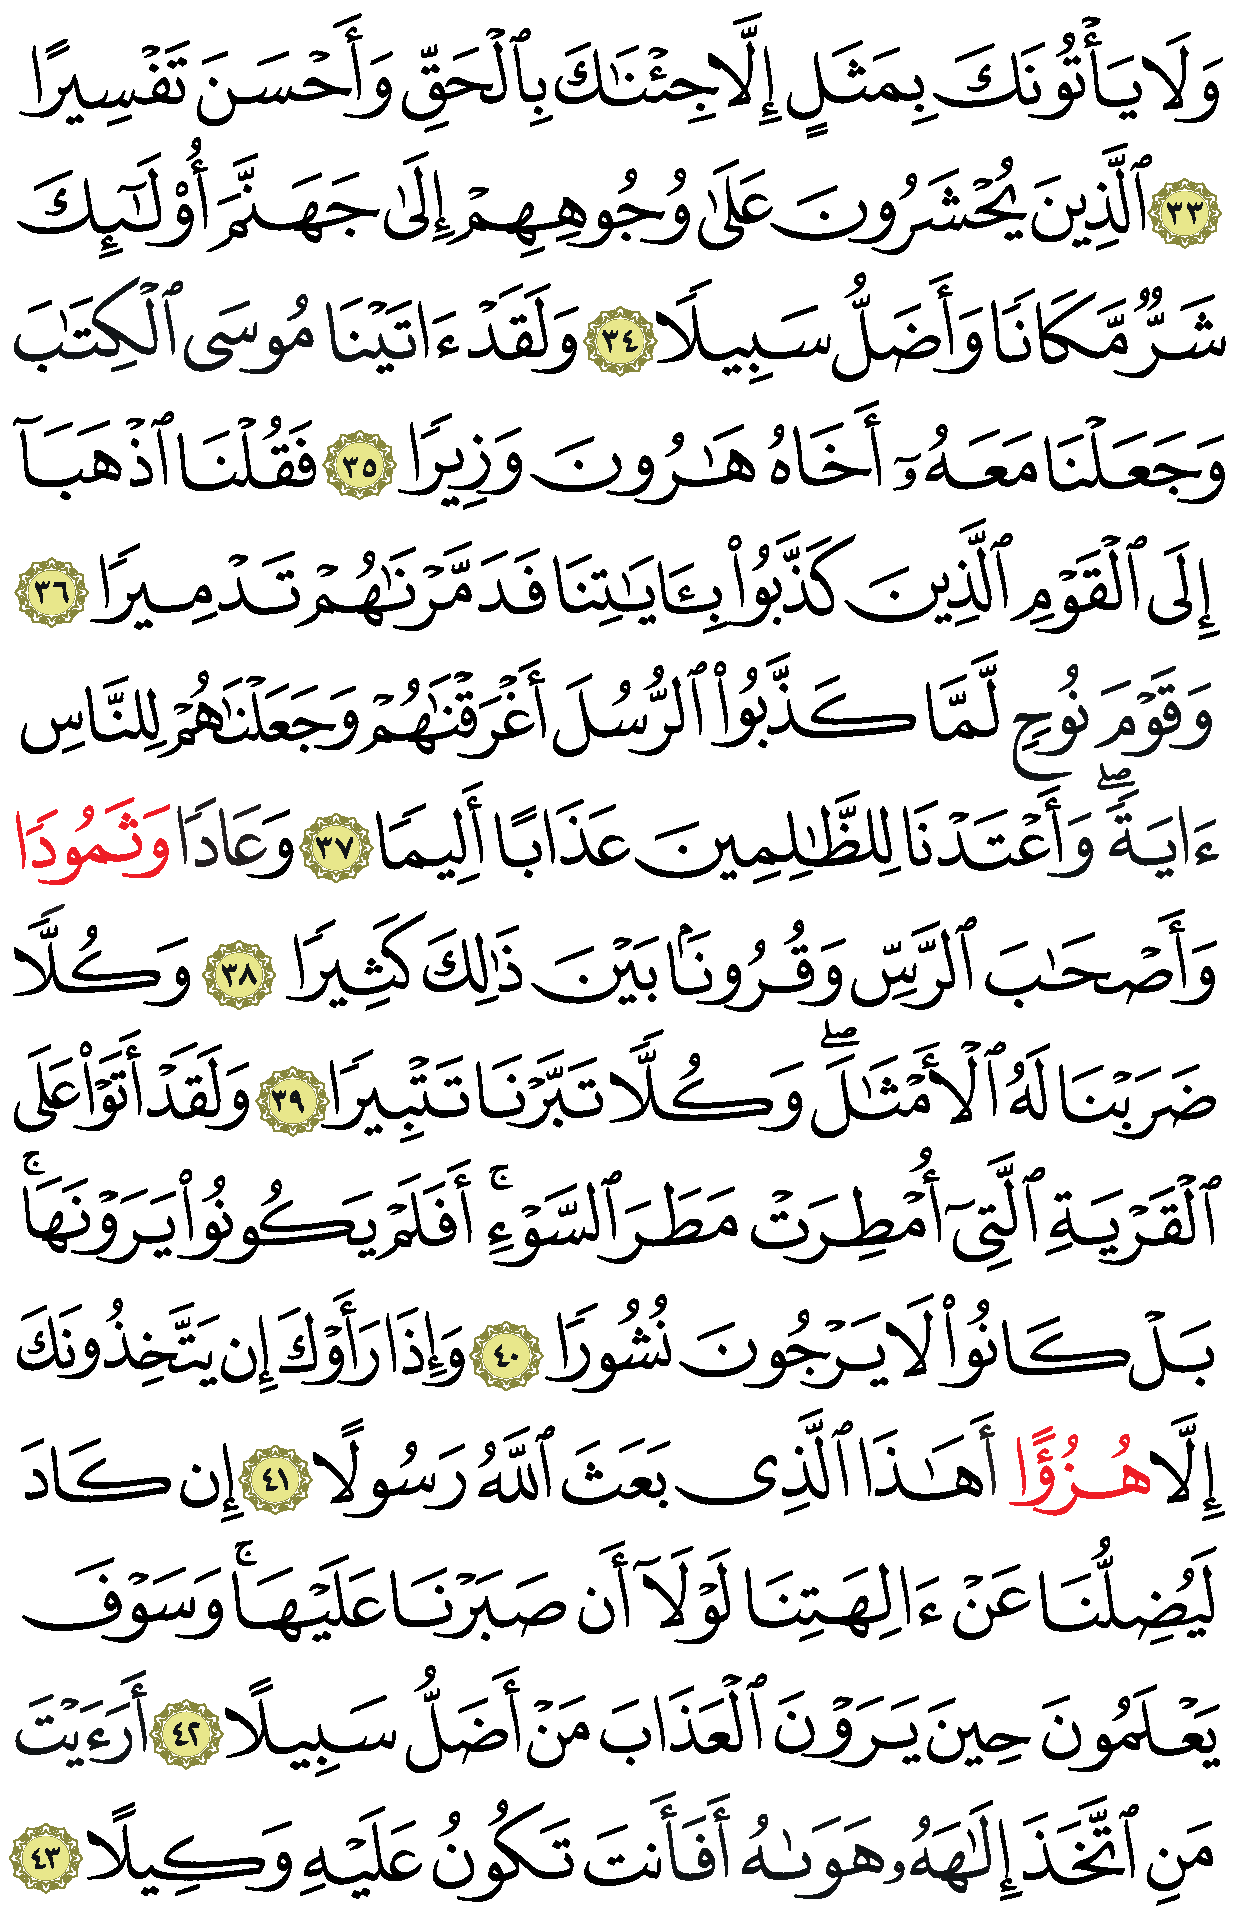 وَلَا يَأْتُونَكَ بِمَثَلٍ إِلَّا جِئْنَٰكَ بِٱلْحَقِّ وَأَحْسَنَ تَفْسِيرًا
٣٣ ٱلَّذِينَ يُحْشَرُونَ عَلَىٰ وُجُوهِهِمْ إِلَىٰ جَهَنَّمَ أُوْلَٰٓئِكَ
شَرٌّ مَّكَانًا وَأَضَلُّ سَبِيلًا ٣٤ وَلَقَدْ ءَاتَيْنَا مُوسَى ٱلْكِتَٰبَ
وَجَعَلْنَا مَعَهُۥٓ أَخَاهُ هَٰرُونَ وَزِيرًا ٣٥ فَقُلْنَا ٱذْهَبَآ
إِلَى ٱلْقَوْمِ ٱلَّذِينَ كَذَّبُوا۟ بِـَٔايَٰتِنَا فَدَمَّرْنَٰهُمْ تَدْمِيرًا ٣٦
وَقَوْمَ نُوحٍ لَّمَّا كَذَّبُوا۟ ٱلرُّسُلَ أَغْرَقْنَٰهُمْ وَجَعَلْنَٰهُمْ لِلنَّاسِ
ءَايَةً ۖ وَأَعْتَدْنَا لِلظَّٰلِمِينَ عَذَابًا أَلِيمًا ٣٧ وَعَادًا وَثَمُودًا
وَأَصْحَٰبَ ٱلرَّسِّ وَقُرُونًۢا بَيْنَ ذَٰلِكَ كَثِيرًا ٣٨ وَكُلًّا
ضَرَبْنَا لَهُ ٱلْأَمْثَٰلَ ۖ وَكُلًّا تَبَّرْنَا تَتْبِيرًا ٣٩ وَلَقَدْ أَتَوْا۟ عَلَى
ٱلْقَرْيَةِ ٱلَّتِىٓ أُمْطِرَتْ مَطَرَ ٱلسَّوْءِ ۚ أَفَلَمْ يَكُونُوا۟ يَرَوْنَهَا ۚ
بَلْ كَانُوا۟ لَا يَرْجُونَ نُشُورًا ٤٠ وَإِذَا رَأَوْكَ إِن يَتَّخِذُونَكَ
إِلَّا هُزُؤًا أَهَٰذَا ٱلَّذِى بَعَثَ ٱللَّهُ رَسُولًا ٤١ إِن كَادَ
لَيُضِلُّنَا عَنْ ءَالِهَتِنَا لَوْلَآ أَن صَبَرْنَا عَلَيْهَا ۚ وَسَوْفَ
يَعْلَمُونَ حِينَ يَرَوْنَ ٱلْعَذَابَ مَنْ أَضَلُّ سَبِيلًا ٤٢ أَرَءَيْتَ
مَنِ ٱتَّخَذَ إِلَٰهَهُۥ هَوَىٰهُ أَفَأَنتَ تَكُونُ عَلَيْهِ وَكِيلًا ٤٣